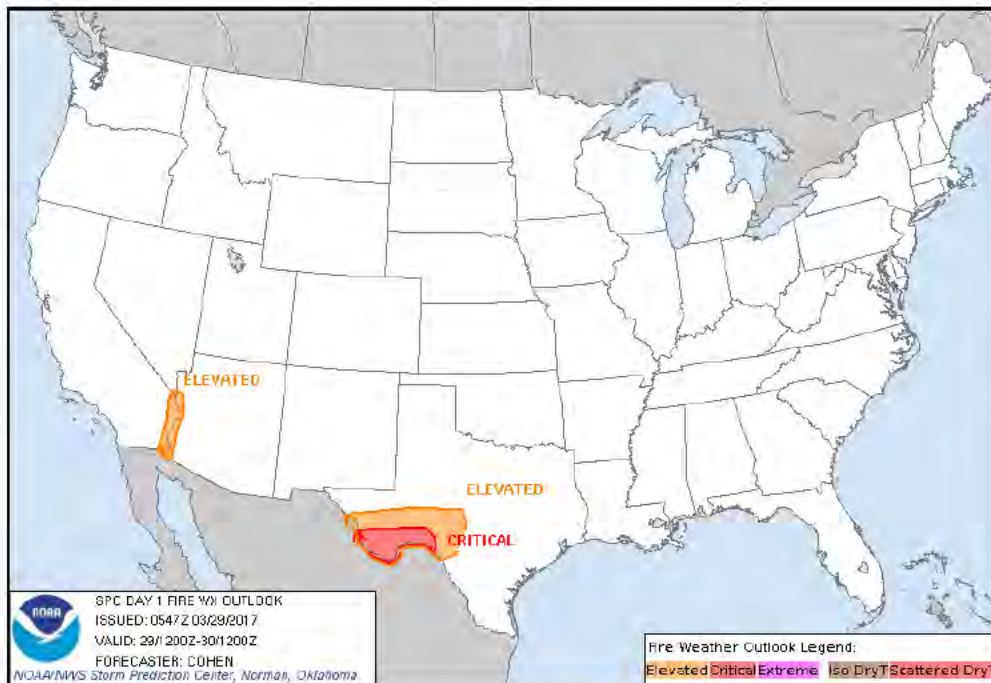 ELEVATED
ELEVATED
CRITICAL
NOAA
SPC DAY 1 FIRE WX OUTLOOK
ISSUED: 0547Z 03/29/2017
VALID: 29/1200Z-30/1200Z
FORECASTER: COHEN
NOAA/NWS Storm Prediction Center, Norman, Oklahoma
Fire Weather Outlook Legend:
Elevated Critical Extreme Iso DryT Scattered DryT